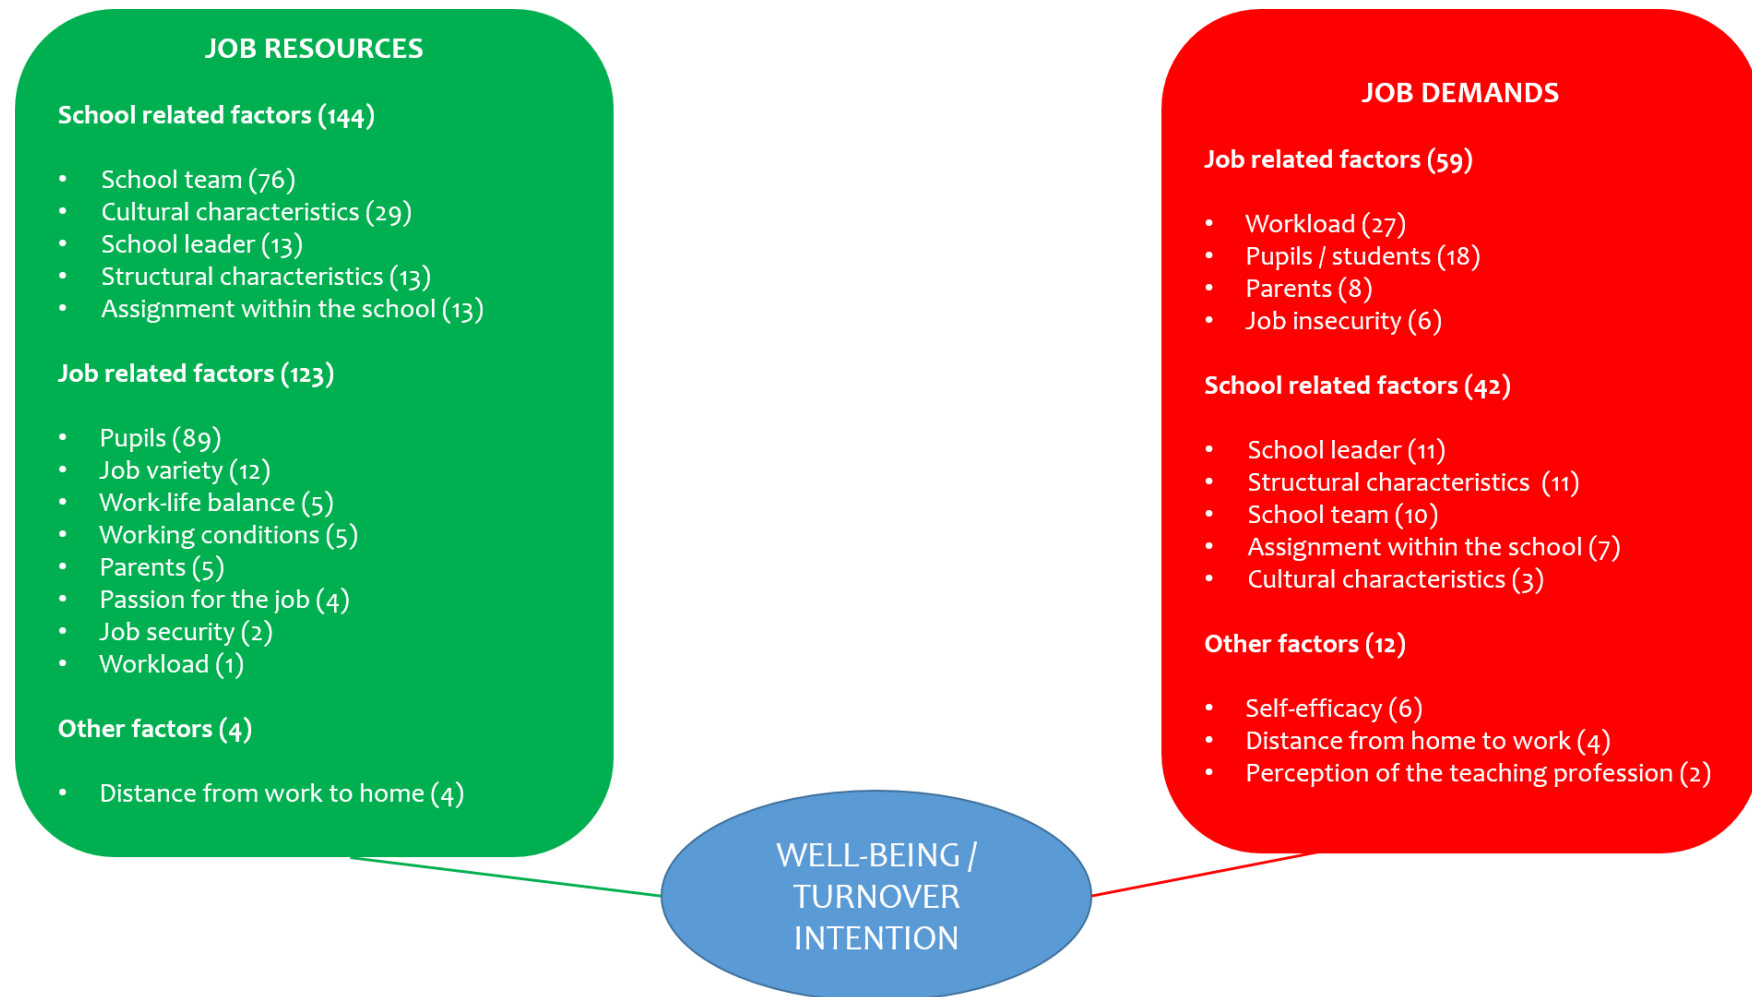 JOB RESOURCES
School related factors (144)
• School team (76)
• Cultural characteristics (29)
• School leader (13)
• Structural characteristics (13)
• Assignment within the school (13)
Job related factors (123)
• Pupils (89)
• Job variety (12)
• Work-life balance (5)
• Working conditions (5)
• Parents (5)
• Passion for the job (4)
• Job security (2)
• Workload (1)
Other factors (4)
• Distance from work to home (4)
JOB DEMANDS
Job related factors (59)
• Workload (27)
• Pupils / students (18)
• Parents (8)
• Job insecurity (6)
School related factors (42)
• School leader (11)
• Structural characteristics (11)
• School team (10)
• Assignment within the school (7)
• Cultural characteristics (3)
Other factors (12)
• Self-efficacy (6)
• Distance from home to work (4)
• Perception of the teaching profession (2)
WELL-BEING /
TURNOVER
INTENTION